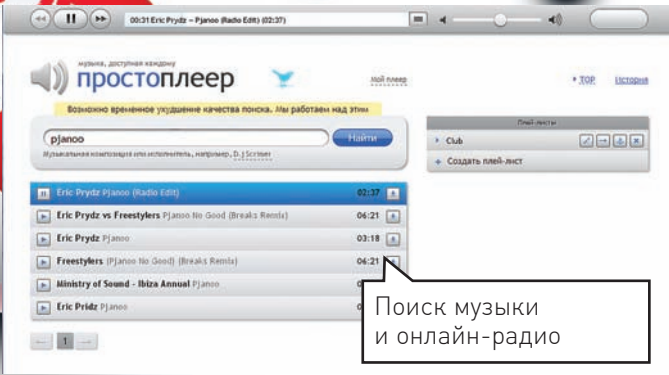 00:31 Eric Prydz – Pjanoo (Radio Edit) (02:37)
музыка, доступная каждому
простоплеер
Мой плеер
TOP История
Возможно временное ухудшение качества поиска. Мы работаем над этим
pjanoo Найти
Музыкальная композиция или исполнитель, например, D.j Scriber
Плей-листы
Club
Создать плей-лист
Eric Prydz Pjanoo (Radio Edit) 02:37
Eric Prydz vs Freestylers Pjanoo No Good (Breaks Remix) 06:21
Eric Prydz Pjanoo 03:18
Freestylers (Pjanoo No Good) (Breaks Remix) 06:21
Ministry of Sound - Ibiza Annual Pjanoo 0
Eric Pridz Pjanoo 0
1
Поиск музыки
и онлайн-радио